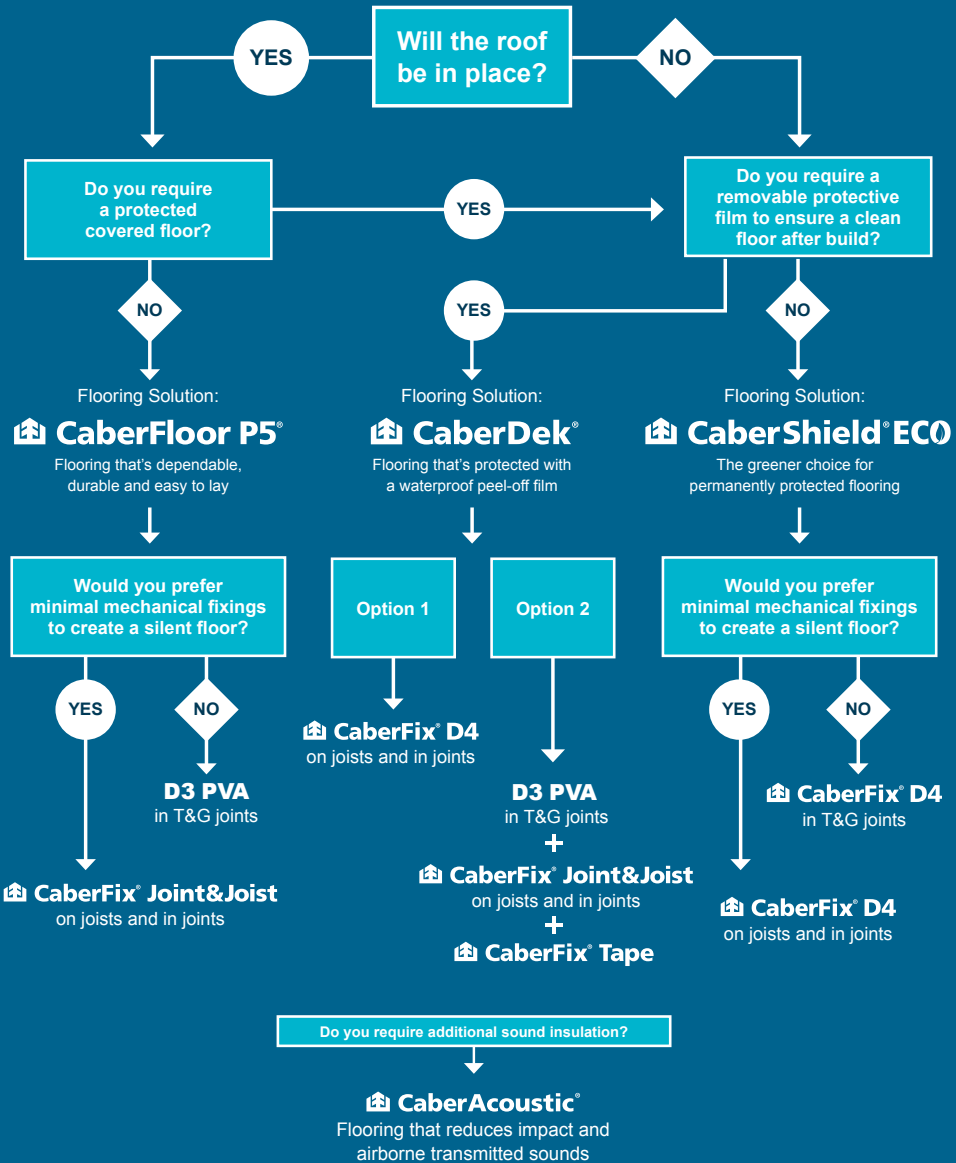 Will the roof
be in place?
YES
NO
Do you require
a protected
covered floor?
YES
Do you require a
removable protective
film to ensure a clean
floor after build?
NO
YES
NO
Flooring Solution:
CaberFloor P5®
Flooring that's dependable,
durable and easy to lay
Flooring Solution:
CaberDek®
Flooring that's protected with
a waterproof peel-off film
Flooring Solution:
CaberShield® ECO
The greener choice for
permanently protected flooring
Would you prefer
minimal mechanical fixings
to create a silent floor?
Option 1
Option 2
Would you prefer
minimal mechanical fixings
to create a silent floor?
YES
NO
YES
NO
CaberFix® D4
on joists and in joints
D3 PVA
in T&G joints
D3 PVA
in T&G joints
+
CaberFix® D4
in T&G joints
CaberFix® Joint&Joist
on joists and in joints
CaberFix® Joint&Joist
on joists and in joints
+
CaberFix® Tape
CaberFix® D4
on joists and in joints
Do you require additional sound insulation?
CaberAcoustic®
Flooring that reduces impact and
airborne transmitted sounds